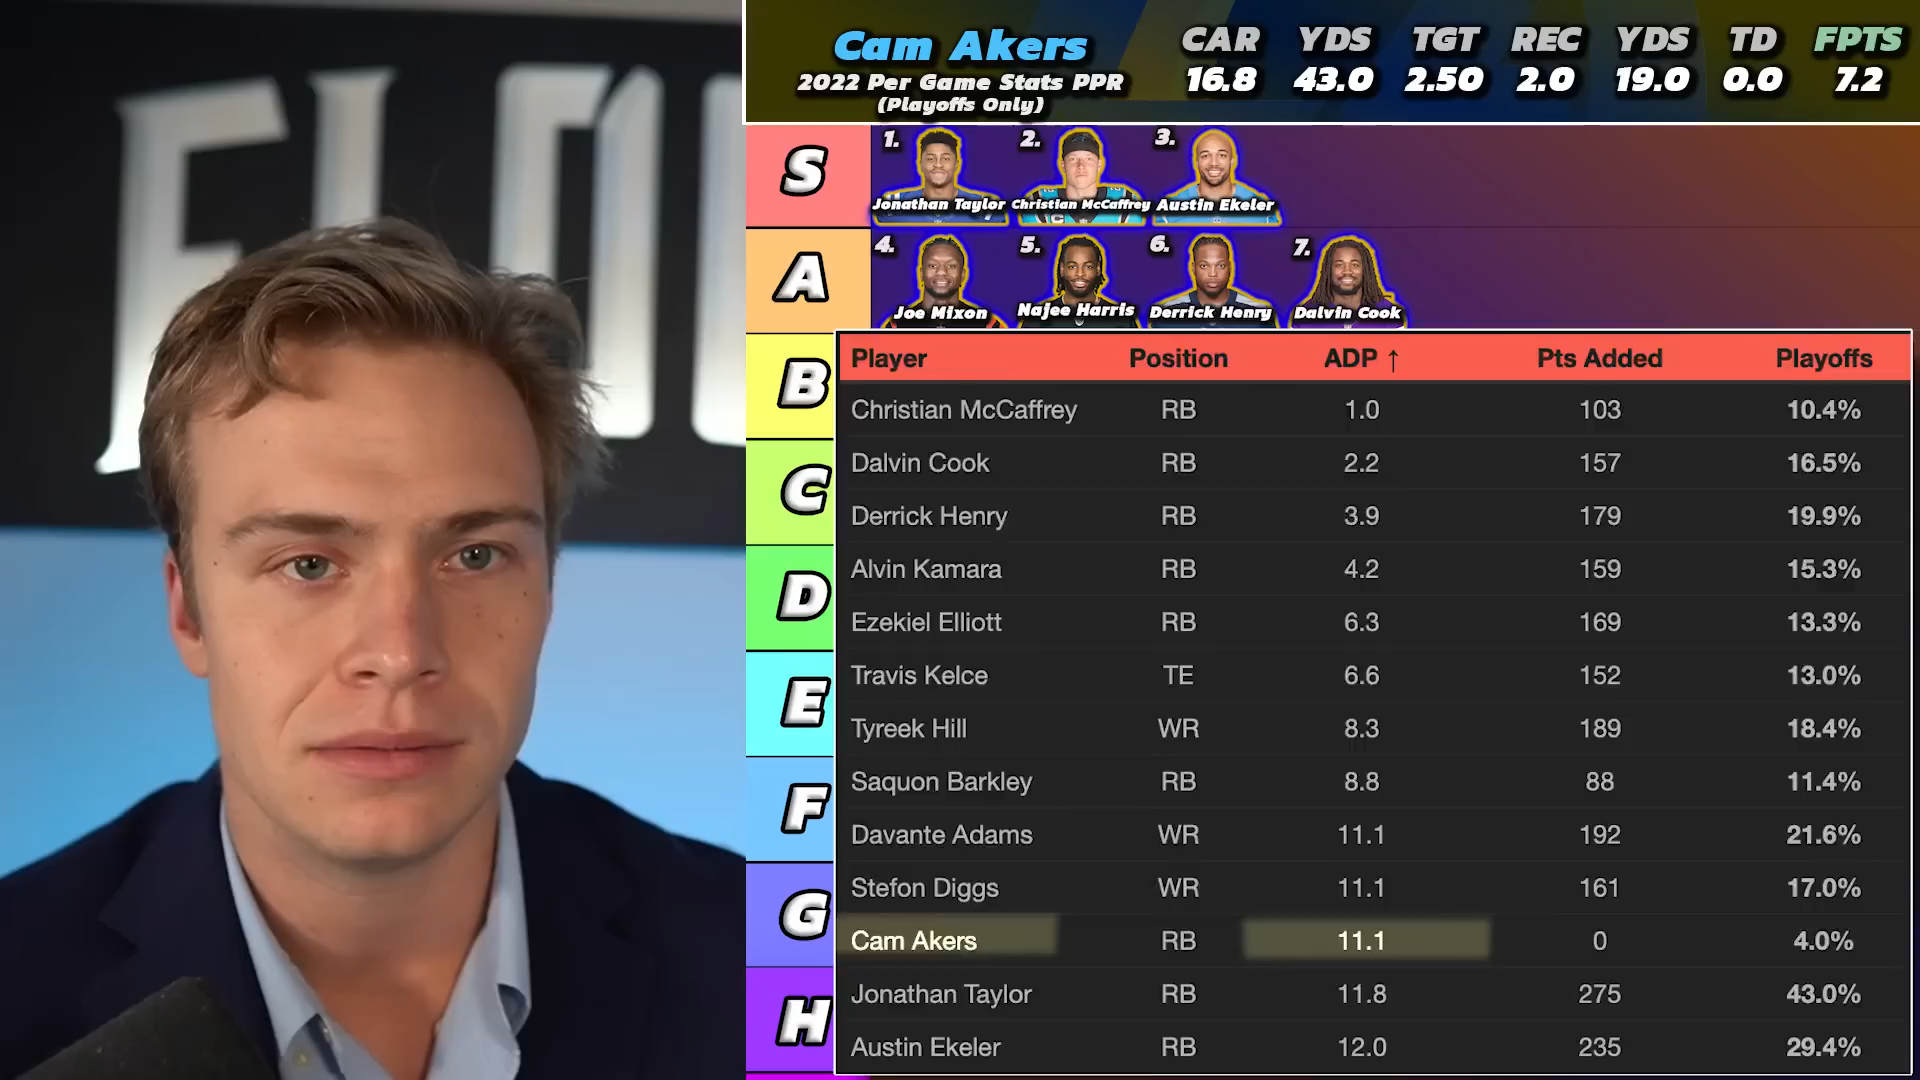 Cam Akers
2022 Per Game Stats PPR
(Playoffs Only)
CAR YDS TGT REC YDS TD FPTS
16.8 43.0 2.50 2.0 19.0 0.0 7.2
S
1. 2. 3.
Jonathan Taylor Christian McCaffrey Austin Ekeler
A
4. 5. 6. 7.
Joe Mixon Najee Harris Derrick Henry Dalvin Cook
B
C
D
E
F
G
H
Player Position ADP ↑ Pts Added Playoffs
Christian McCaffrey RB 1.0 103 10.4%
Dalvin Cook RB 2.2 157 16.5%
Derrick Henry RB 3.9 179 19.9%
Alvin Kamara RB 4.2 159 15.3%
Ezekiel Elliott RB 6.3 169 13.3%
Travis Kelce TE 6.6 152 13.0%
Tyreek Hill WR 8.3 189 18.4%
Saquon Barkley RB 8.8 88 11.4%
Davante Adams WR 11.1 192 21.6%
Stefon Diggs WR 11.1 161 17.0%
Cam Akers RB 11.1 0 4.0%
Jonathan Taylor RB 11.8 275 43.0%
Austin Ekeler RB 12.0 235 29.4%